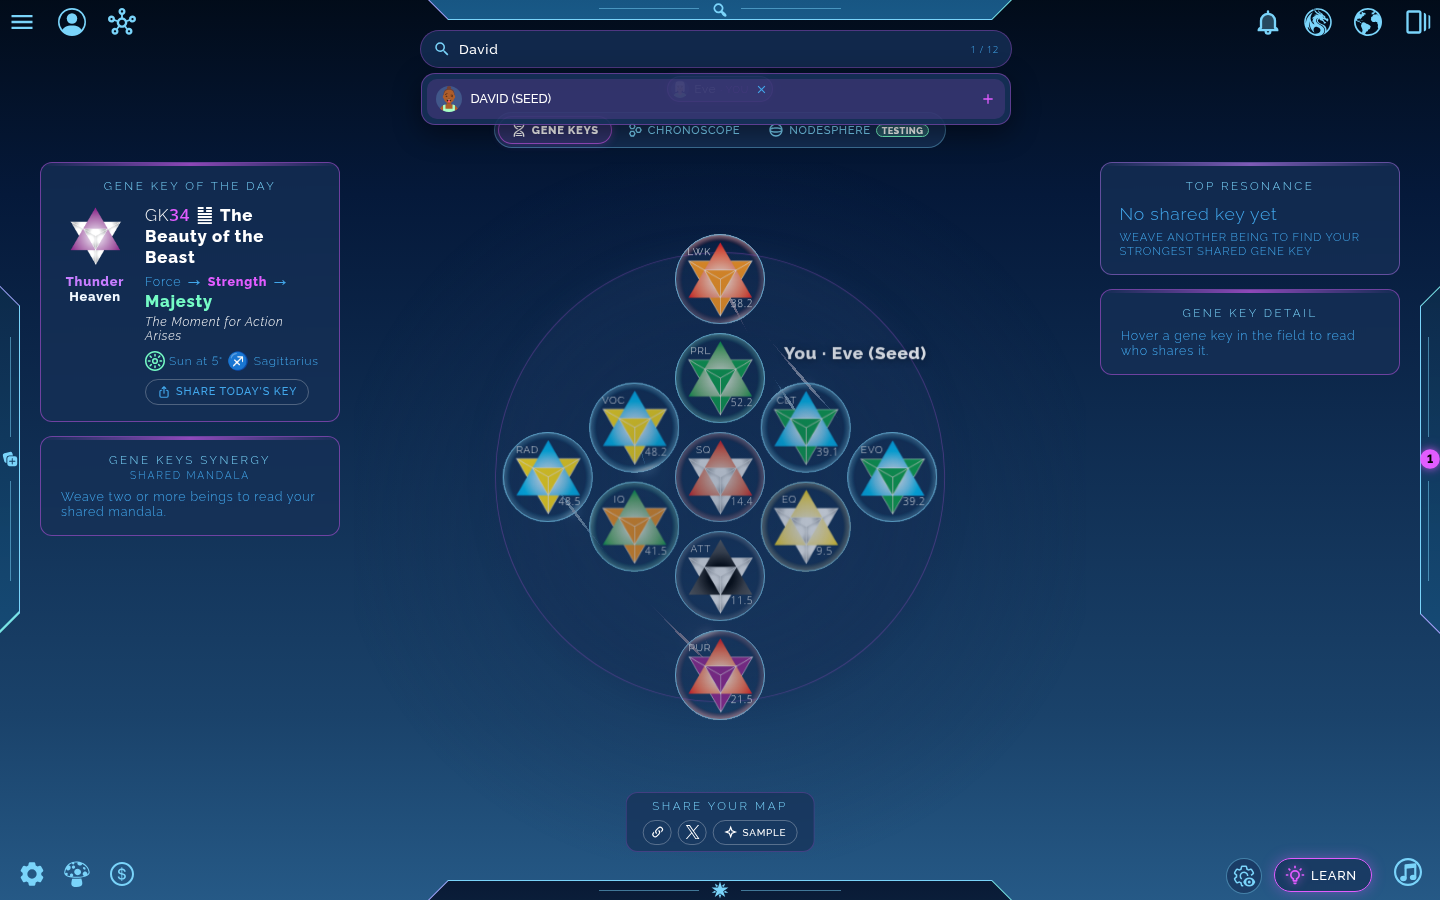 David
1 / 12
DAVID (SEED)
Eve
GENE KEYS
CHRONOSCOPE
NODESPHERE TESTING
GENE KEY OF THE DAY
GK34 ䷡ The
Beauty of the
Beast
Thunder
Heaven
Force → Strength →
Majesty
The Moment for Action
Arises
Sun at 5° Sagittarius
SHARE TODAY'S KEY
GENE KEYS SYNERGY
SHARED MANDALA
Weave two or more beings to read your
shared mandala.
TOP RESONANCE
No shared key yet
WEAVE ANOTHER BEING TO FIND YOUR
STRONGEST SHARED GENE KEY
GENE KEY DETAIL
Hover a gene key in the field to read
who shares it.
1
You · Eve (Seed)
LWK
38.2
PRL
52.2
VOC
48.2
CLT
39.1
RAD
48.5
SQ
14.4
EVO
39.2
IQ
41.5
EQ
9.5
ATT
11.5
PUR
21.5
SHARE YOUR MAP
SAMPLE
LEARN